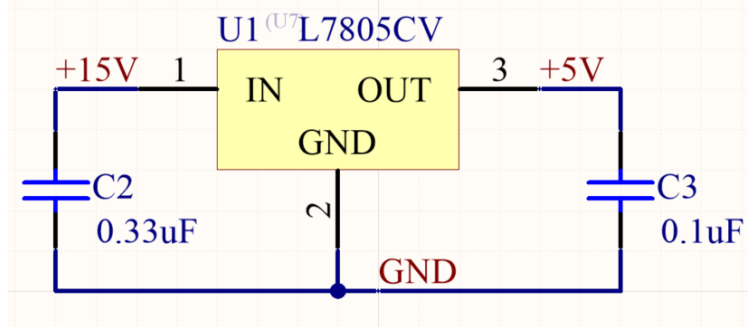 U1 (U7 L7805CV
+15V 1 IN OUT 3 +5V
GND
2
C2
0.33uF
C3
0.1uF
GND